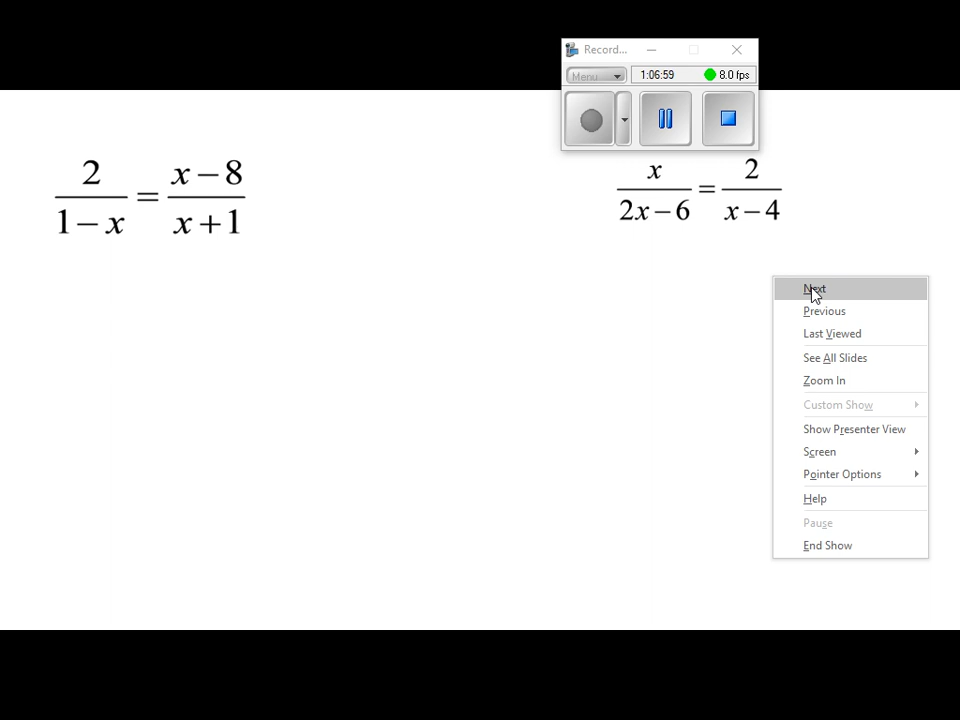 Record...
Menu
1:06:59
8.0 fps
2/(1 − x) = (x − 8)/(x + 1)
x/(2x − 6) = 2/(x − 4)
Next
Previous
Last Viewed
See All Slides
Zoom In
Custom Show
Show Presenter View
Screen
Pointer Options
Help
Pause
End Show